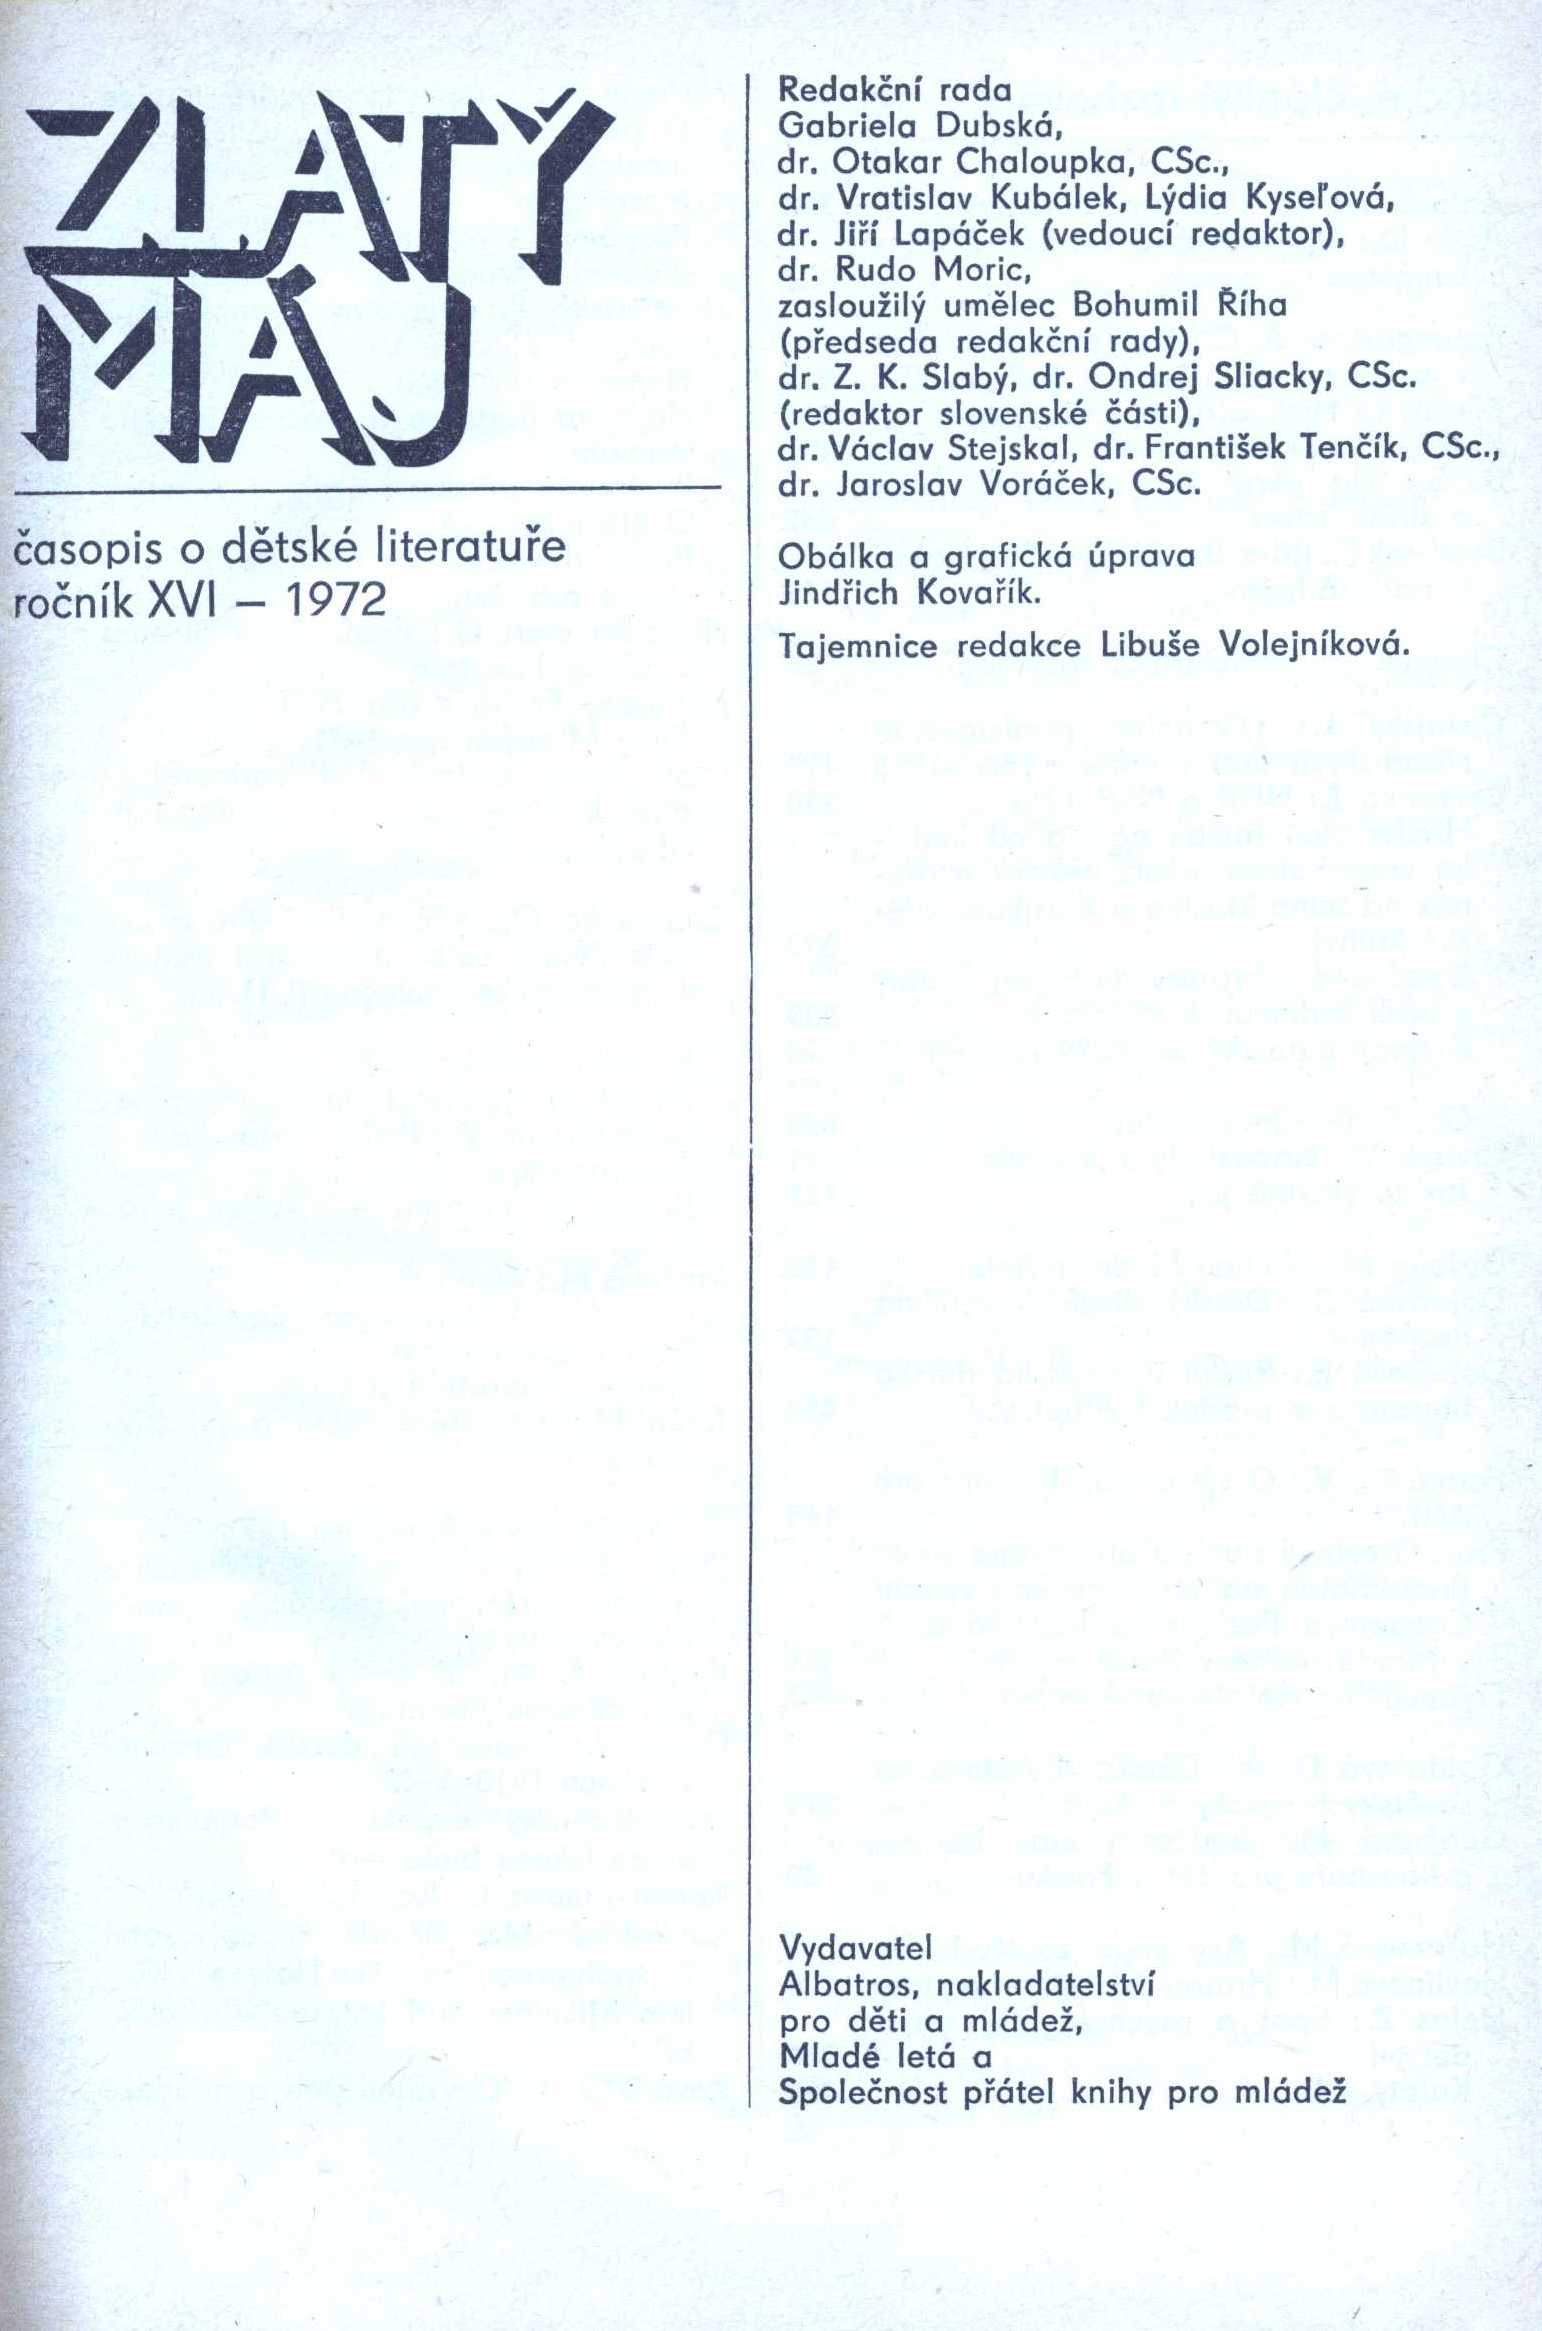 ZLATÝ
MÁJ
časopis o dětské literatuře
ročník XVI – 1972
Redakční rada
Gabriela Dubská,
dr. Otakar Chaloupka, CSc.,
dr. Vratislav Kubálek, Lýdia Kyseľová,
dr. Jiří Lapáček (vedoucí redaktor),
dr. Rudo Moric,
zasloužilý umělec Bohumil Říha
(předseda redakční rady),
dr. Z. K. Slabý, dr. Ondrej Sliacky, CSc.
(redaktor slovenské části),
dr. Václav Stejskal, dr. František Tenčík, CSc.,
dr. Jaroslav Voráček, CSc.
Obálka a grafická úprava
Jindřich Kovařík.
Tajemnice redakce Libuše Volejníková.
Vydavatel
Albatros, nakladatelství
pro děti a mládež,
Mladé letá a
Společnost přátel knihy pro mládež